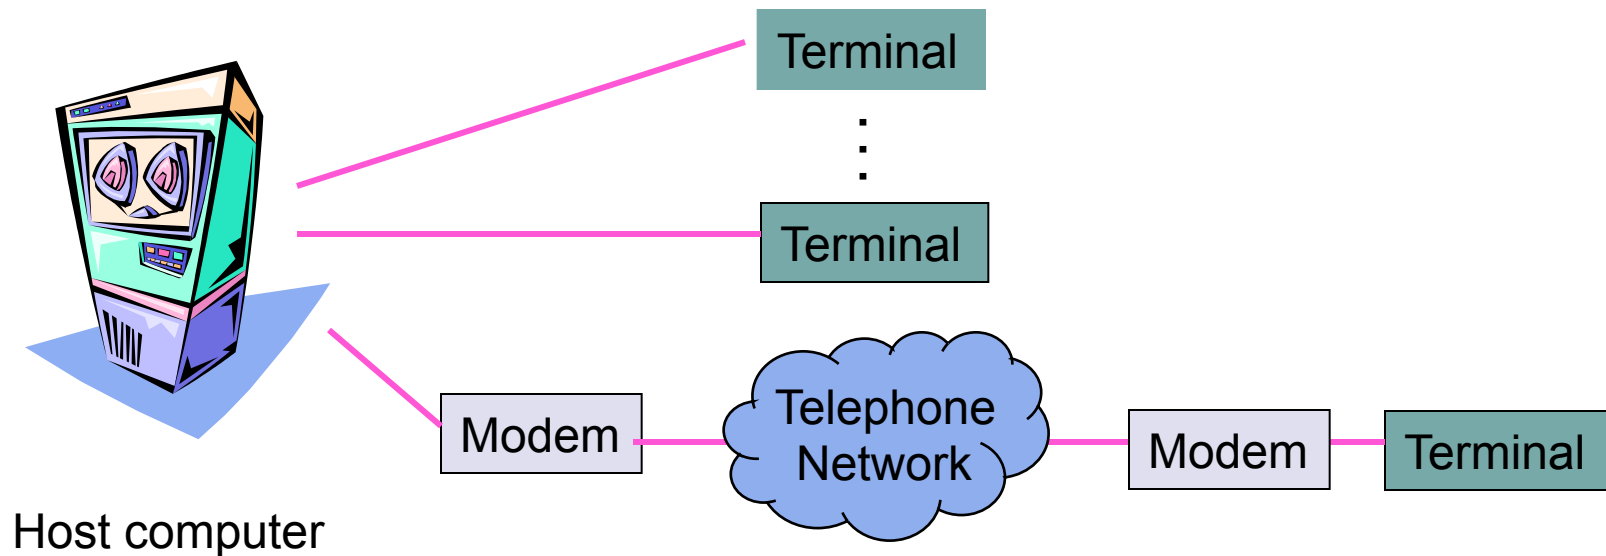 Terminal
Terminal
Modem
Telephone
Network
Modem
Terminal
Host computer